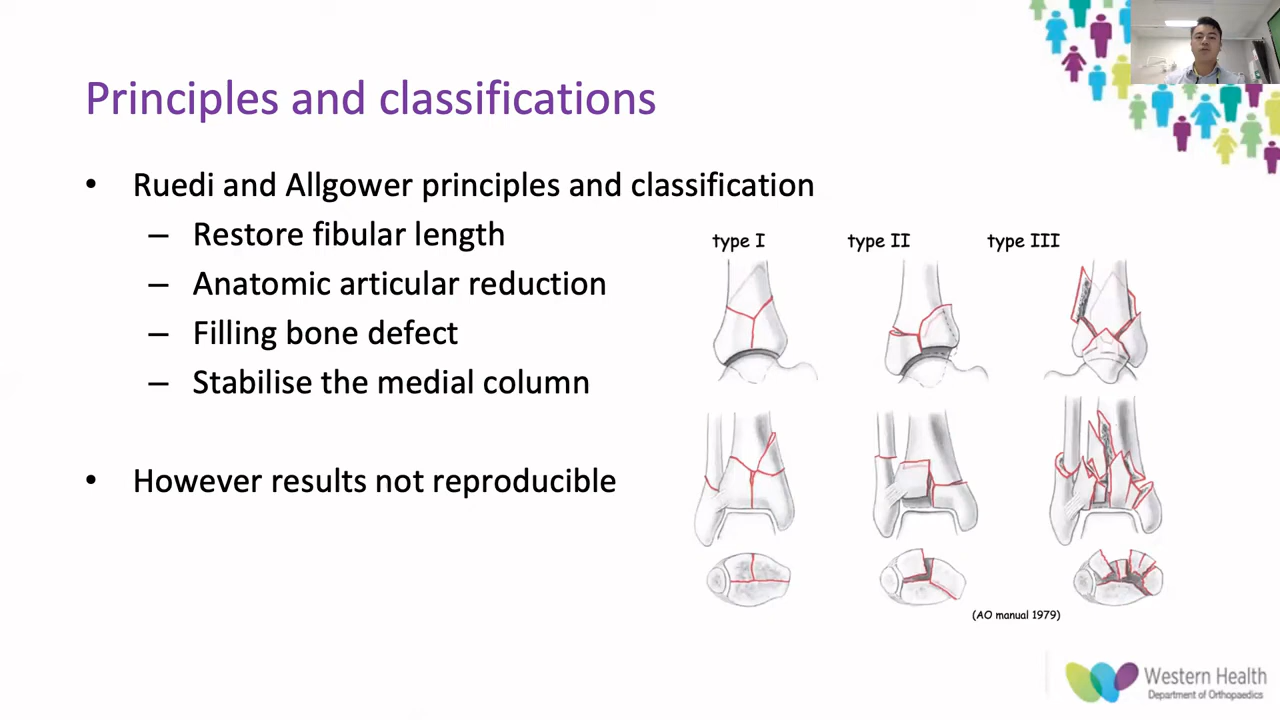 Principles and classifications
• Ruedi and Allgower principles and classification
– Restore fibular length
– Anatomic articular reduction
– Filling bone defect
– Stabilise the medial column
• However results not reproducible
type I type II type III
(AO manual 1979)
Western Health
Department of Orthopaedics